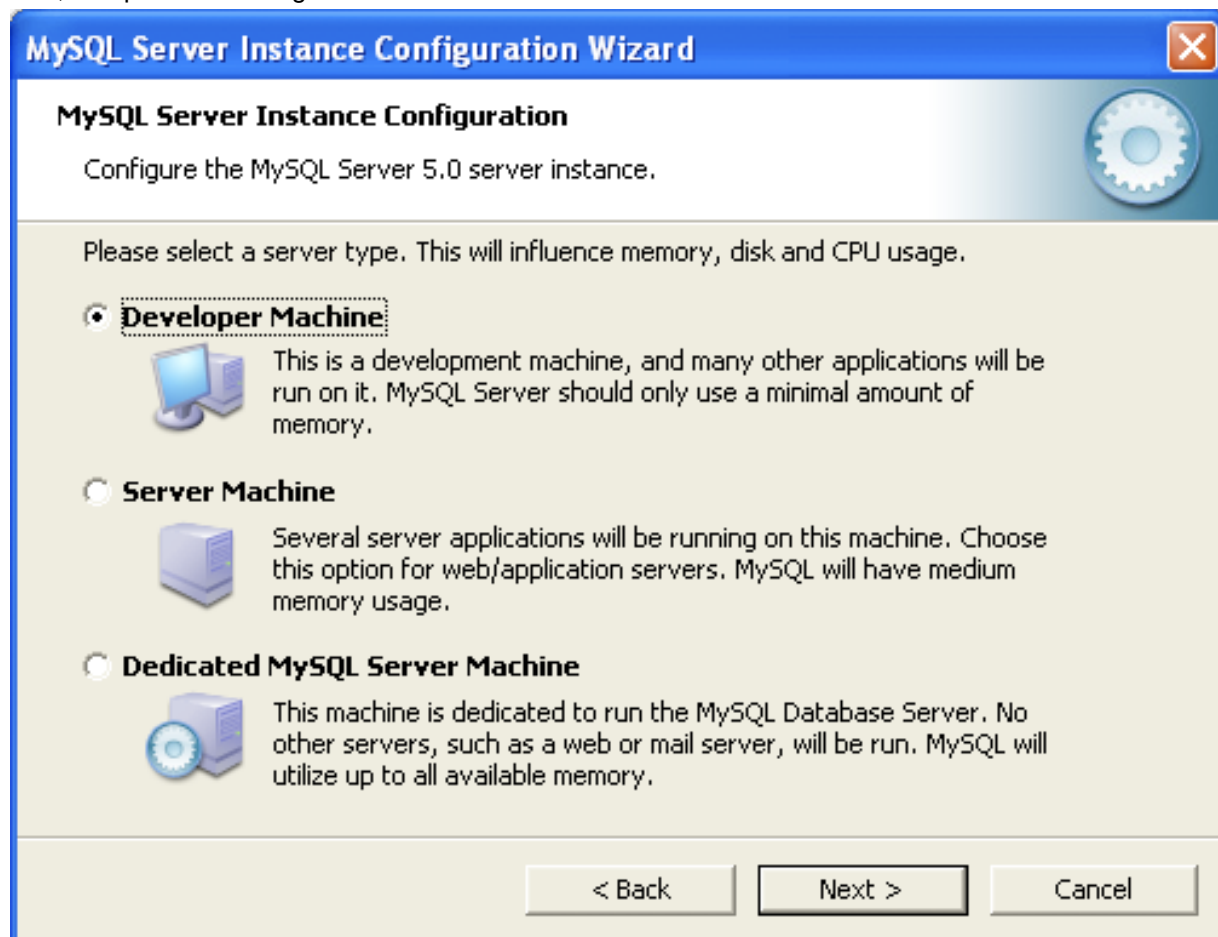 MySQL Server Instance Configuration Wizard
MySQL Server Instance Configuration
Configure the MySQL Server 5.0 server instance.
Please select a server type. This will influence memory, disk and CPU usage.
Developer Machine
This is a development machine, and many other applications will be
run on it. MySQL Server should only use a minimal amount of
memory.
Server Machine
Several server applications will be running on this machine. Choose
this option for web/application servers. MySQL will have medium
memory usage.
Dedicated MySQL Server Machine
This machine is dedicated to run the MySQL Database Server. No
other servers, such as a web or mail server, will be run. MySQL will
utilize up to all available memory.
< Back
Next >
Cancel